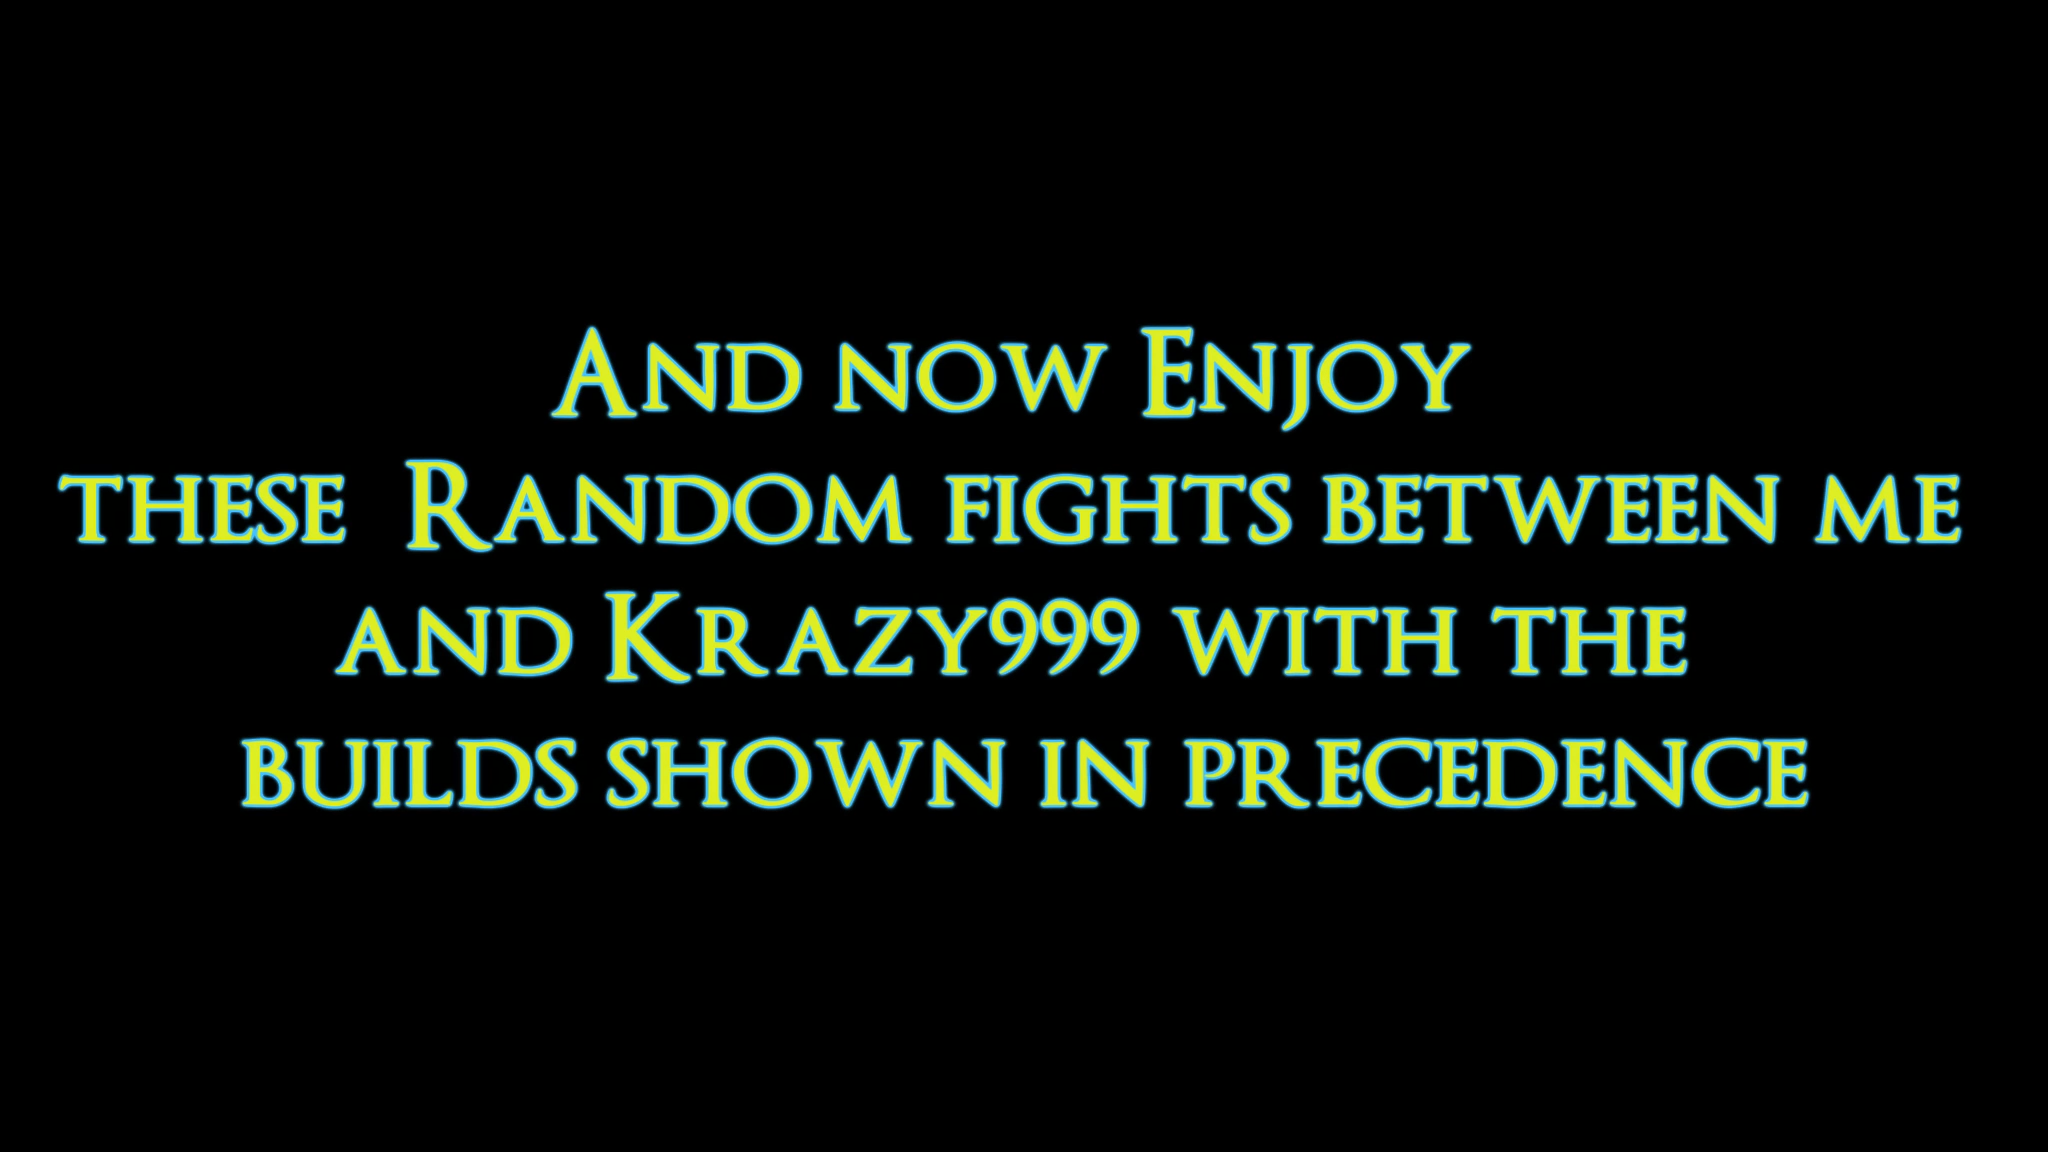 And now Enjoy
these  Random fights between me
and Krazy999 with the
builds shown in precedence